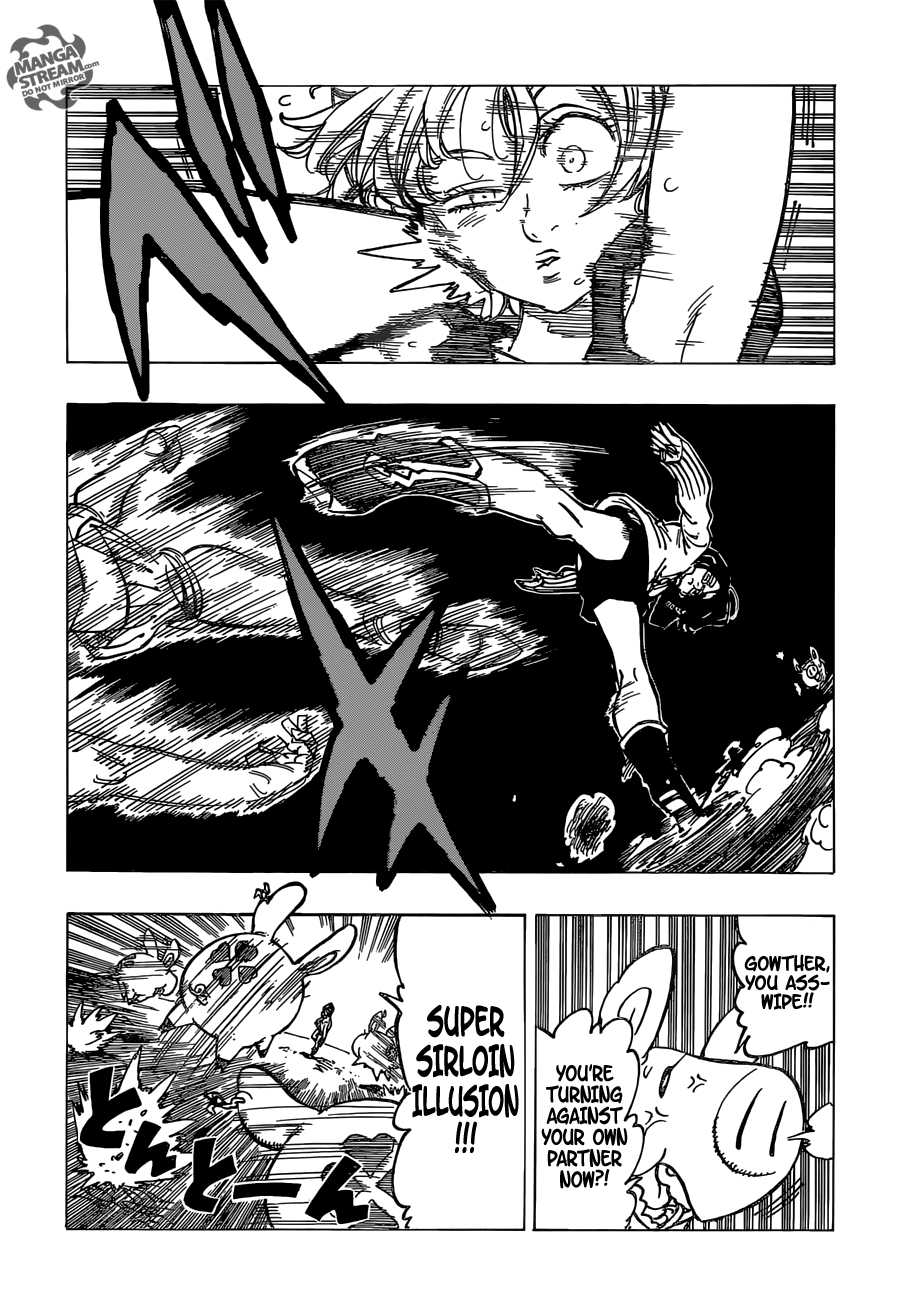 MANGA
STREAM.com
DO NOT MIRROR
GOWTHER,
YOU ASS-
WIPE!!
YOU'RE
TURNING
AGAINST
YOUR OWN
PARTNER
NOW?!
SUPER
SIRLOIN
ILLUSION
!!!
とんとーん